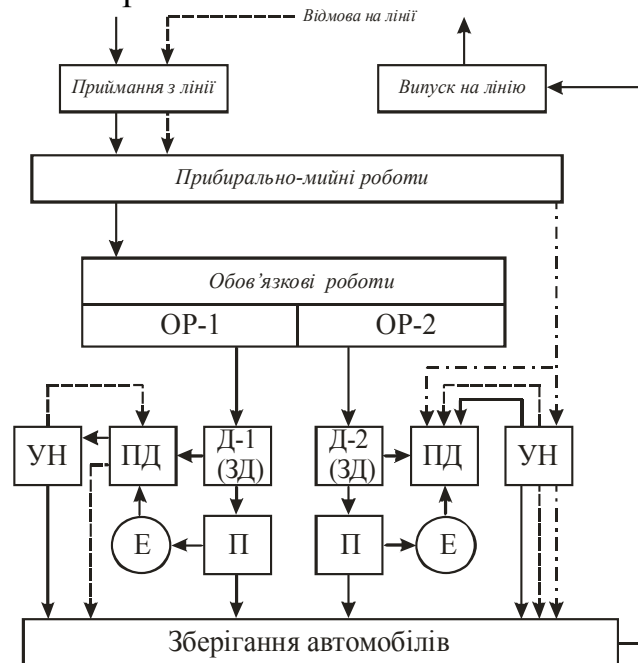 Відмова на лінії
Приймання з лінії
Випуск на лінію
Прибирально-мийні роботи
Обов’язкові роботи
ОР-1
ОР-2
УН
ПД
Д-1
(ЗД)
Д-2
(ЗД)
ПД
УН
Е
П
П
Е
Зберігання автомобілів